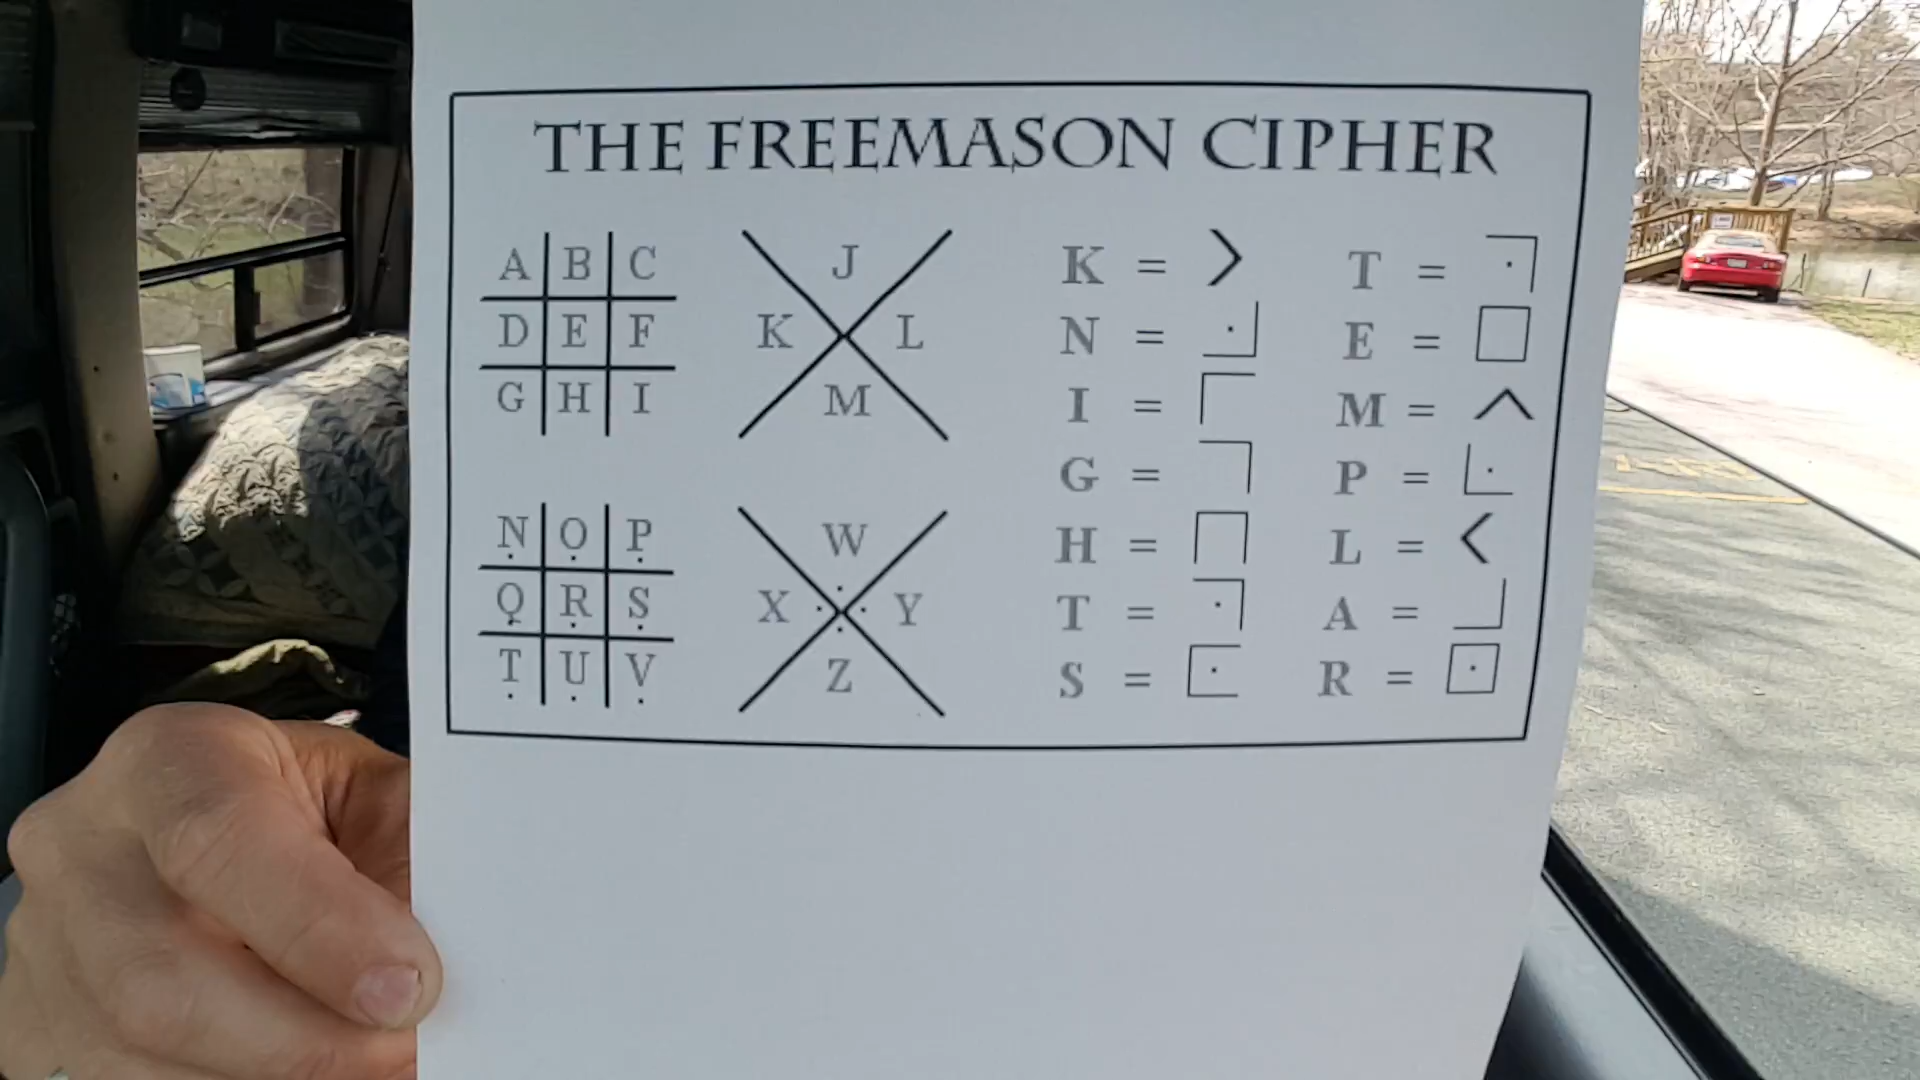 THE FREEMASON CIPHER
A B C
D E F
G H I
J
K L
M
N O P
Q R S
T U V
W
X Y
Z
K =
N =
I =
G =
H =
T =
S =
T =
E =
M =
P =
L =
A =
R =